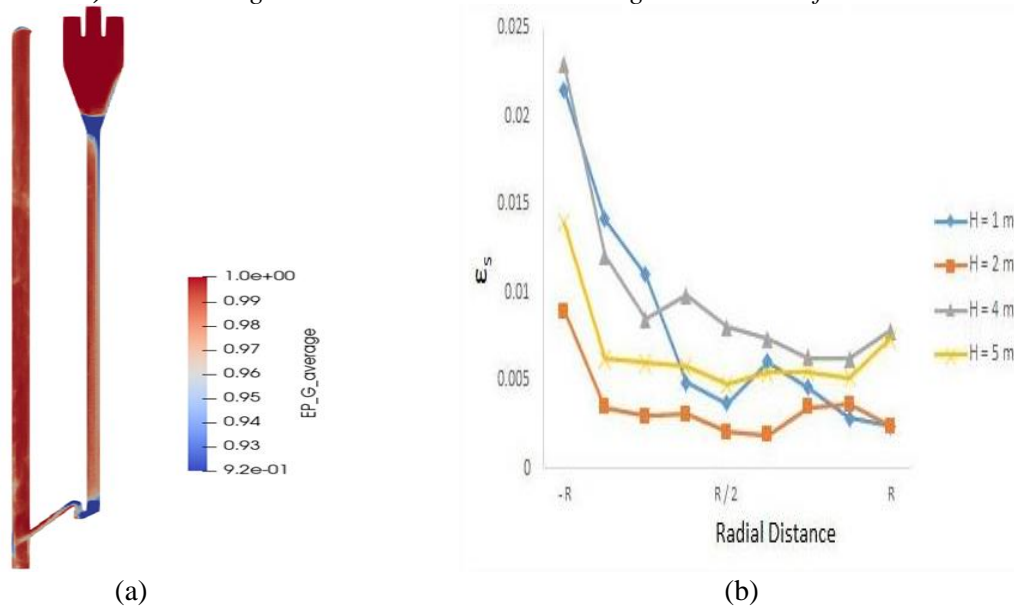 1.0e+00
0.99
0.98
0.97
0.96
0.95
0.94
0.93
9.2e-01
EP_G_average
(a)
0.025
0.02
0.015
0.01
0.005
0
εs
-R
R/2
R
Radial Distance
H = 1 m
H = 2 m
H = 4 m
H = 5 m
(b)